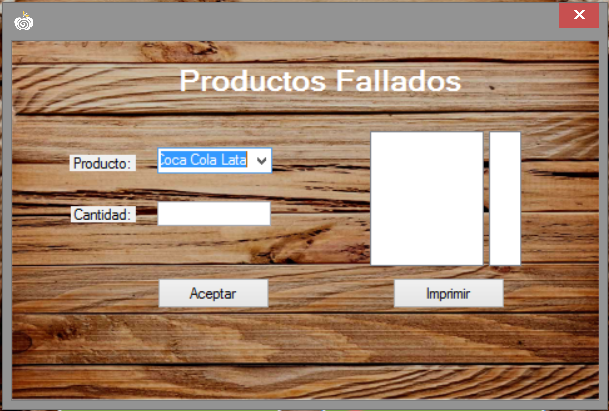 Productos Fallados
Producto:
Coca Cola Lata
Cantidad:
Aceptar
Imprimir